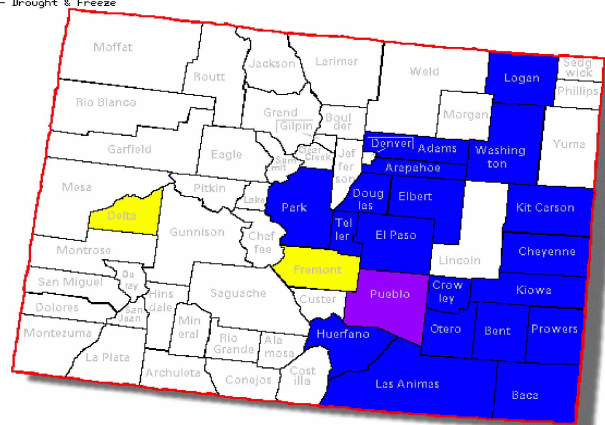 - Drought & Freeze
Moffat
Routt
Jackson
Larimer
Weld
Logan
Sedg
wick
Phillips
Rio Blanco
Grand
Gilpin
Boul
der
Morgan
Yuma
Garfield
Eagle
Sum
mit
Clear
Creek
Jef
fer
son
Denver
Adams
Arapahoe
Washing
ton
Mesa
Delta
Pitkin
Lake
Park
Doug
las
Elbert
Kit Carson
Gunnison
Chaf
fee
Tel
ler
El Paso
Lincoln
Cheyenne
Montrose
Fremont
San Miguel
Ou
ray
Hins
dale
Saguache
Custer
Pueblo
Crow
ley
Kiowa
Dolores
San
Juan
Montezuma
Min
eral
Rio
Grande
Ala
mosa
Huerfano
Otero
Bent
Prowers
La Plata
Archuleta
Conejos
Cost
illa
Las Animas
Baca